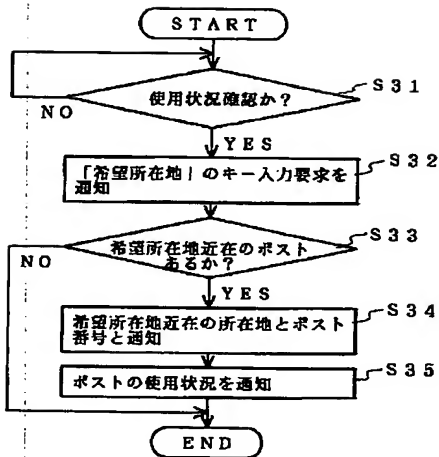 START
使用状況確認か?
S31
NO
YES
「希望所在地」のキー入力要求を
通知
S32
希望所在地近在のポスト
あるか?
S33
NO
YES
希望所在地近在の所在地とポスト
番号と通知
S34
ポストの使用状況を通知
S35
END